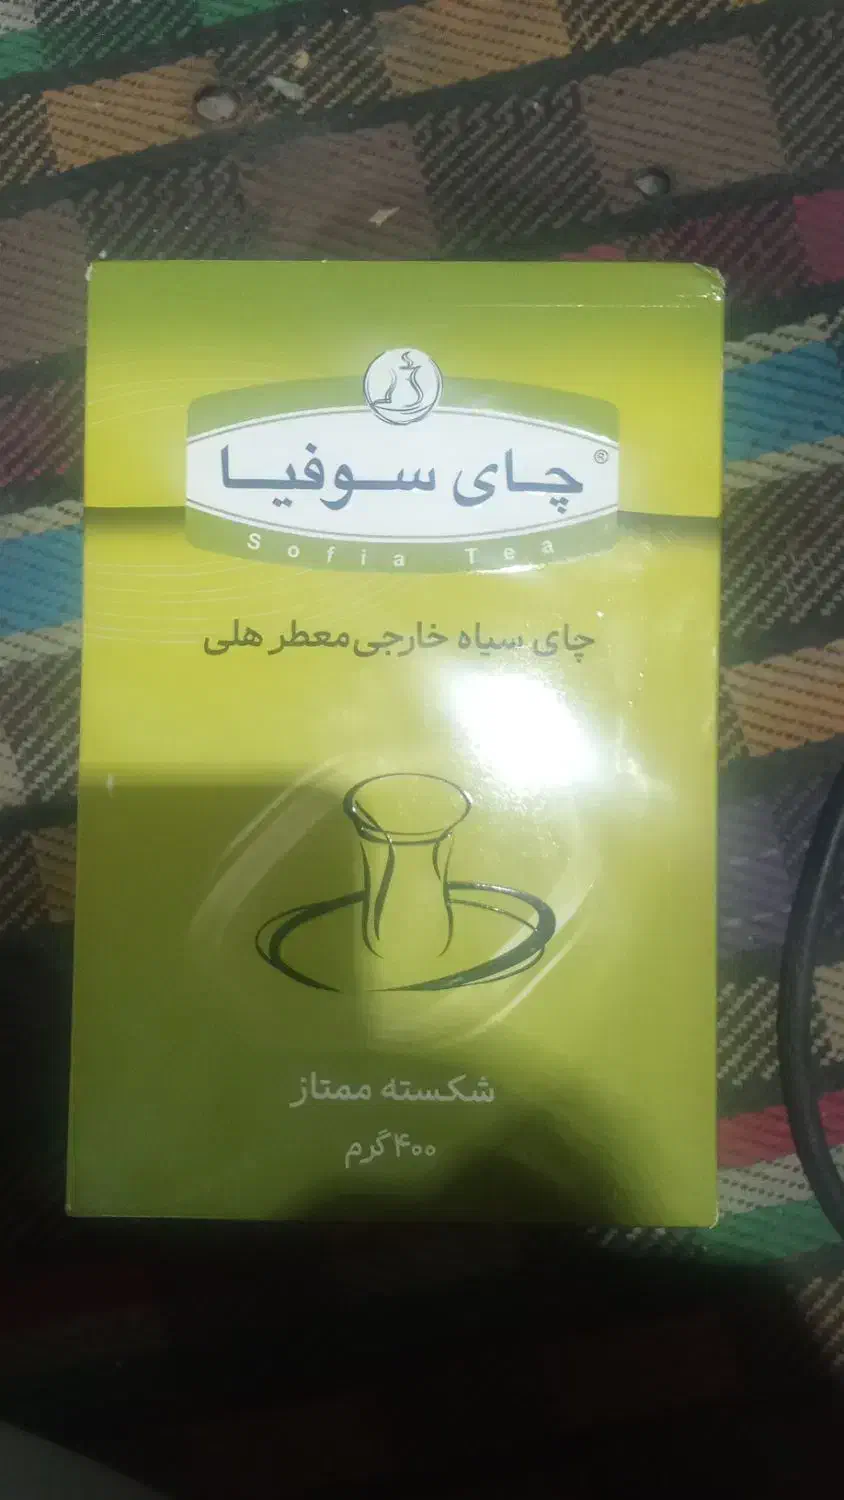 چای سوفیا ®
Sofia Tea
چای سیاه خارجی معطر هلی
شکسته ممتاز
۴۰۰ گرم